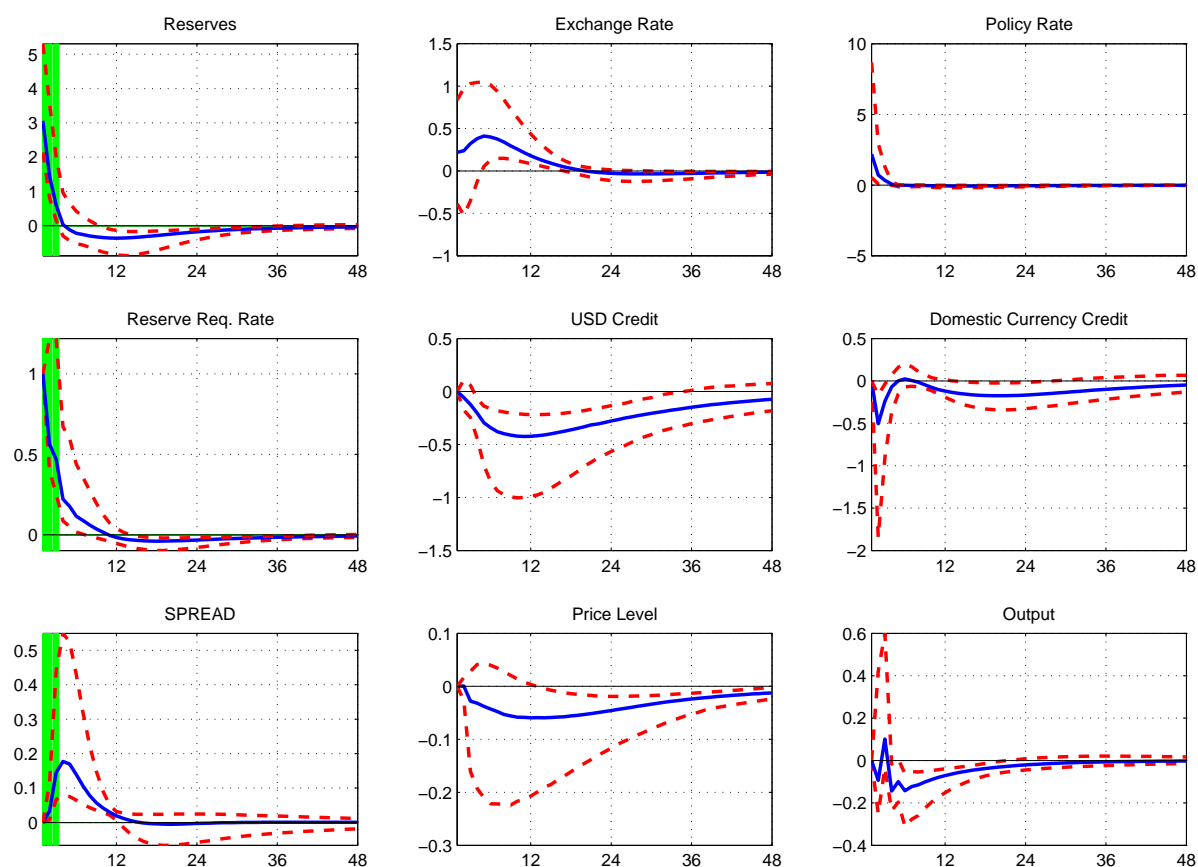 Reserves
5
4
3
2
1
0
12 24 36 48
Exchange Rate
1.5
1
0.5
0
−0.5
−1
12 24 36 48
Policy Rate
10
5
0
−5
12 24 36 48
Reserve Req. Rate
1
0.5
0
12 24 36 48
USD Credit
0.5
0
−0.5
−1
−1.5
12 24 36 48
Domestic Currency Credit
0.5
0
−0.5
−1
−1.5
−2
12 24 36 48
SPREAD
0.5
0.4
0.3
0.2
0.1
0
12 24 36 48
Price Level
0.1
0
−0.1
−0.2
−0.3
12 24 36 48
Output
0.6
0.4
0.2
0
−0.2
−0.4
12 24 36 48